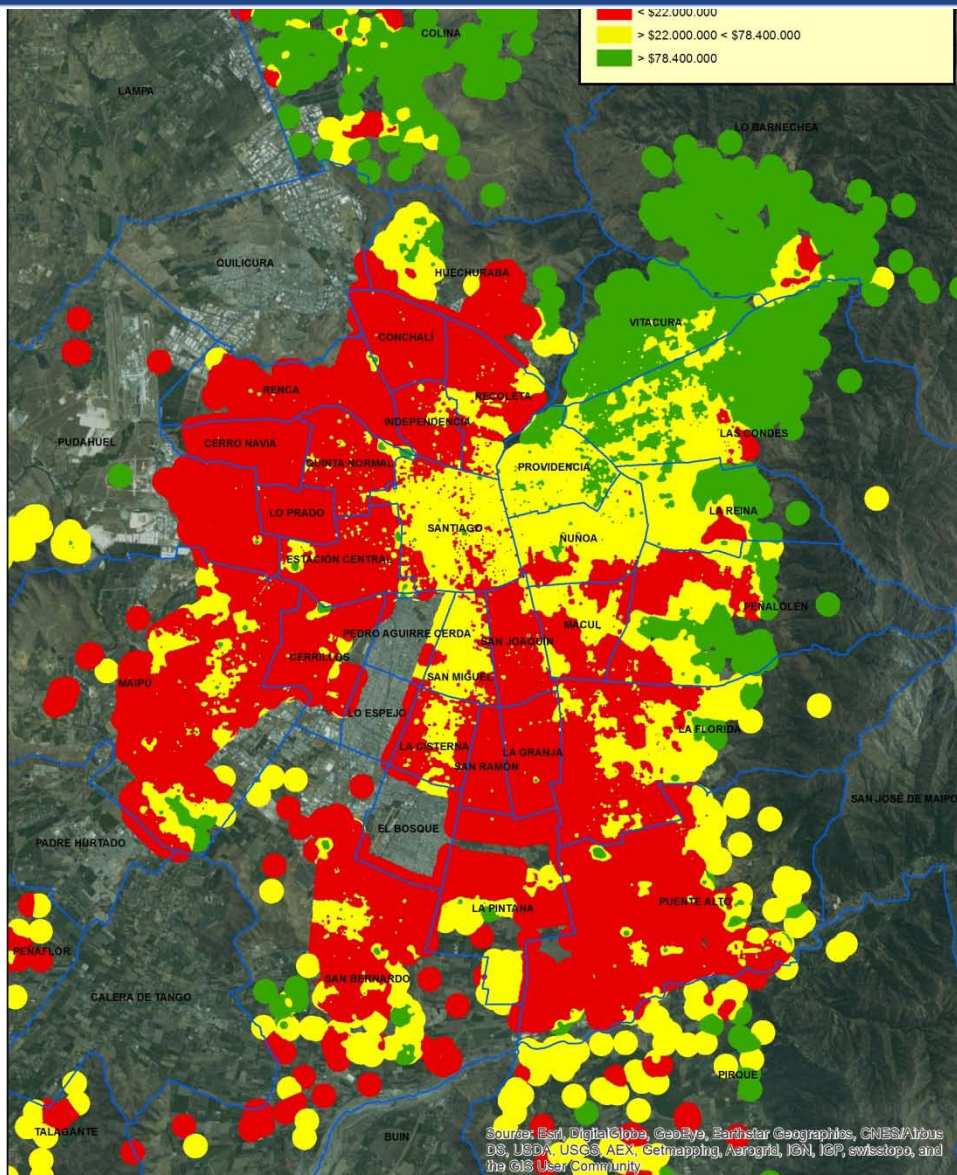 < $22.000.000
> $22.000.000 < $78.400.000
> $78.400.000
COLINA
LAMPA
LO BARNECHEA
QUILICURA
HUECHURABA
VITACURA
CONCHALÍ
RENCA
RECOLETA
INDEPENDENCIA
LAS CONDES
CERRO NAVIA
PUDAHUEL
QUINTA NORMAL
PROVIDENCIA
LO PRADO
LA REINA
SANTIAGO
ÑUÑOA
ESTACIÓN CENTRAL
PEÑALOLÉN
PEDRO AGUIRRE CERDA
MACUL
SAN JOAQUÍN
CERRILLOS
SAN MIGUEL
MAIPÚ
LO ESPEJO
LA FLORIDA
LA CISTERNA
LA GRANJA
SAN RAMÓN
SAN JOSÉ DE MAIPO
EL BOSQUE
PADRE HURTADO
PUENTE ALTO
LA PINTANA
PEÑAFLOR
SAN BERNARDO
CALERA DE TANGO
PIRQUE
TALAGANTE
BUIN
Source: Esri, DigitalGlobe, GeoEye, Earthstar Geographics, CNES/Airbus
DS, USDA, USGS, AEX, Getmapping, Aerogrid, IGN, IGP, swisstopo, and
the GIS User Community